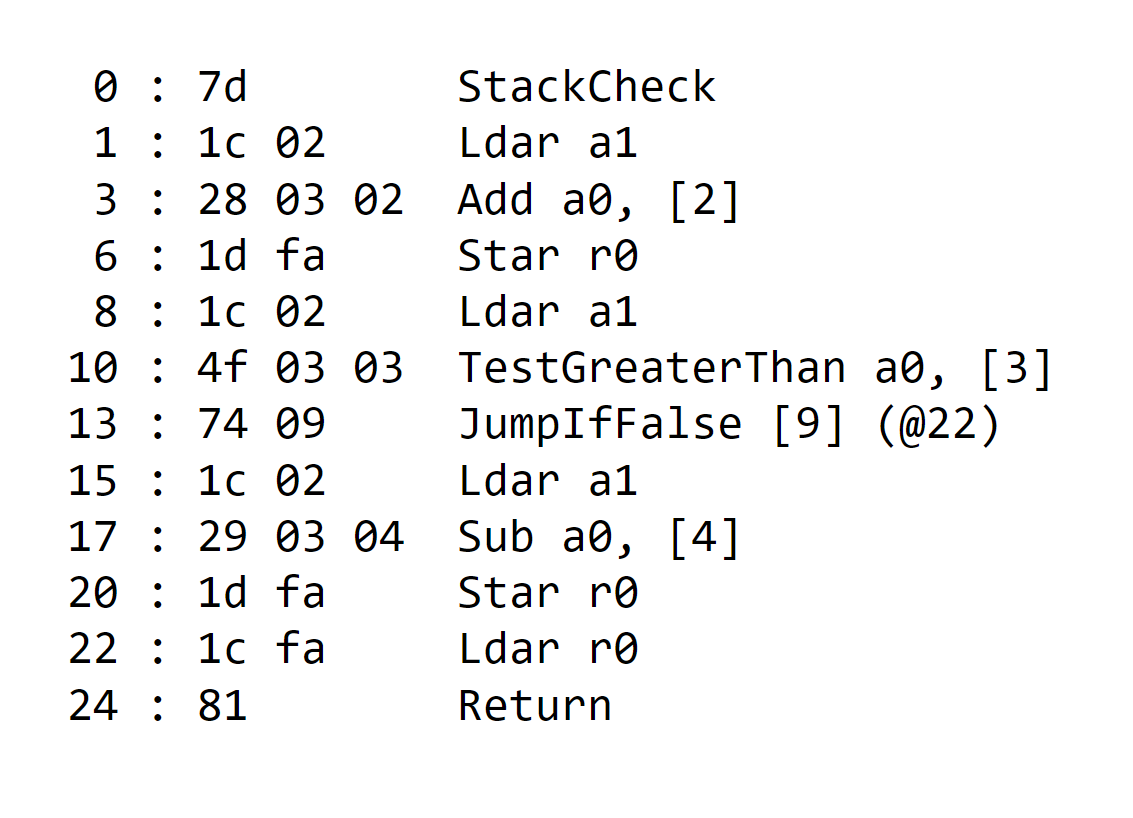 0 : 7d StackCheck
1 : 1c 02 Ldar a1
3 : 28 03 02 Add a0, [2]
6 : 1d fa Star r0
8 : 1c 02 Ldar a1
10 : 4f 03 03 TestGreaterThan a0, [3]
13 : 74 09 JumpIfFalse [9] (@22)
15 : 1c 02 Ldar a1
17 : 29 03 04 Sub a0, [4]
20 : 1d fa Star r0
22 : 1c fa Ldar r0
24 : 81 Return